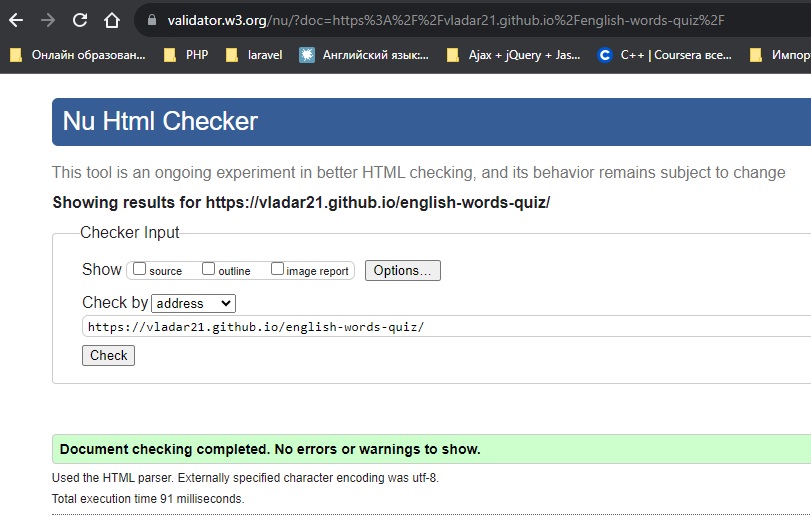 validator.w3.org/nu/?doc=https%3A%2F%2Fvladar21.github.io%2Fenglish-words-quiz%2F
Онлайн образован... PHP laravel Английский язык:... Ajax + jQuery + Jas... C++ | Coursera все... Импорт
Nu Html Checker
This tool is an ongoing experiment in better HTML checking, and its behavior remains subject to change
Showing results for https://vladar21.github.io/english-words-quiz/
Checker Input
Show source outline image report Options...
Check by address
https://vladar21.github.io/english-words-quiz/
Check
Document checking completed. No errors or warnings to show.
Used the HTML parser. Externally specified character encoding was utf-8.
Total execution time 91 milliseconds.